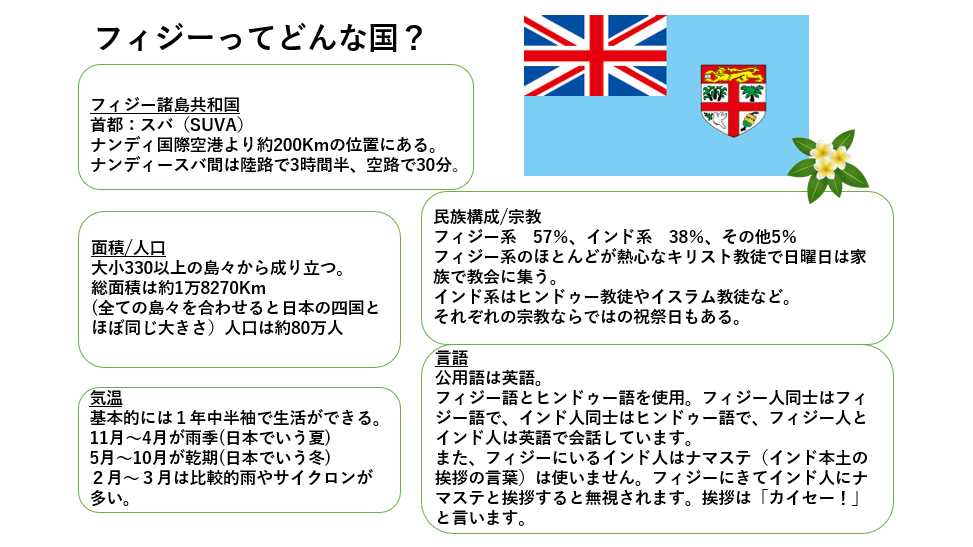 フィジーってどんな国？
フィジー諸島共和国
首都：スバ（SUVA）
ナンディ国際空港より約200Kmの位置にある。
ナンディースバ間は陸路で3時間半、空路で30分。
面積/人口
大小330以上の島々から成り立つ。
総面積は約1万8270Km
(全ての島々を合わせると日本の四国と
ほぼ同じ大きさ）人口は約80万人
気温
基本的には１年中半袖で生活ができる。
11月～4月が雨季(日本でいう夏)
5月～10月が乾期(日本でいう冬)
２月～３月は比較的雨やサイクロンが
多い。
民族構成/宗教
フィジー系　57%、インド系　38%、その他5%
フィジー系のほとんどが熱心なキリスト教徒で日曜日は家
族で教会に集う。
インド系はヒンドゥー教徒やイスラム教徒など。
それぞれの宗教ならではの祝祭日もある。
言語
公用語は英語。
フィジー語とヒンドゥー語を使用。フィジー人同士はフィ
ジー語で、インド人同士はヒンドゥー語で、フィジー人と
インド人は英語で会話しています。
また、フィジーにいるインド人はナマステ（インド本土の
挨拶の言葉）は使いません。フィジーにきてインド人にナ
マステと挨拶すると無視されます。挨拶は「カイセー！」
と言います。